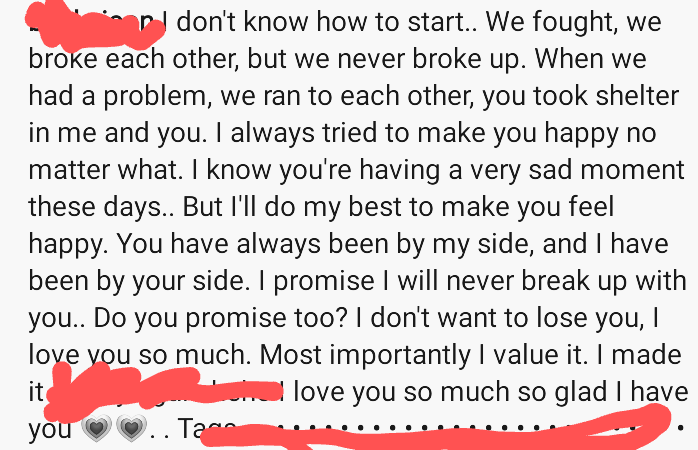 I don't know how to start.. We fought, we
broke each other, but we never broke up. When we
had a problem, we ran to each other, you took shelter
in me and you. I always tried to make you happy no
matter what. I know you're having a very sad moment
these days.. But I'll do my best to make you feel
happy. You have always been by my side, and I have
been by your side. I promise I will never break up with
you.. Do you promise too? I don't want to lose you, I
love you so much. Most importantly I value it. I made
it I love you so much so glad I have
you 🩶🩶. . Tags